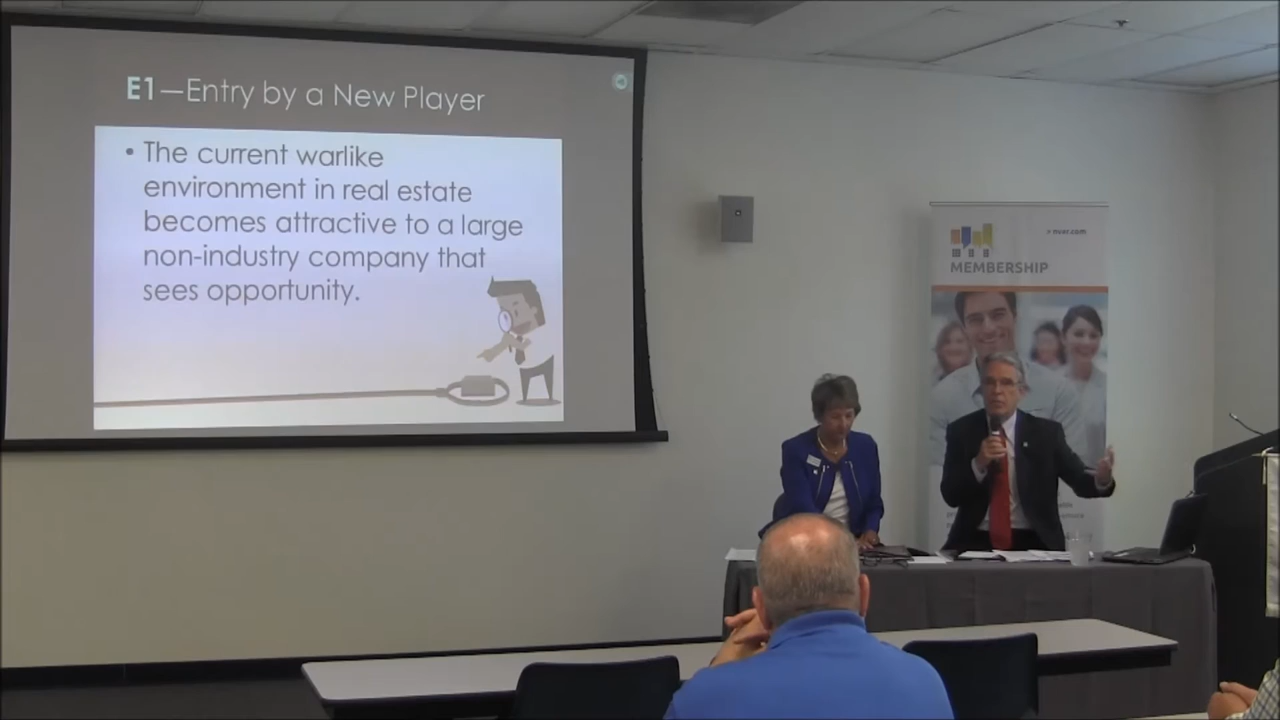 E1—Entry by a New Player
• The current warlike
environment in real estate
becomes attractive to a large
non-industry company that
sees opportunity.
MEMBERSHIP